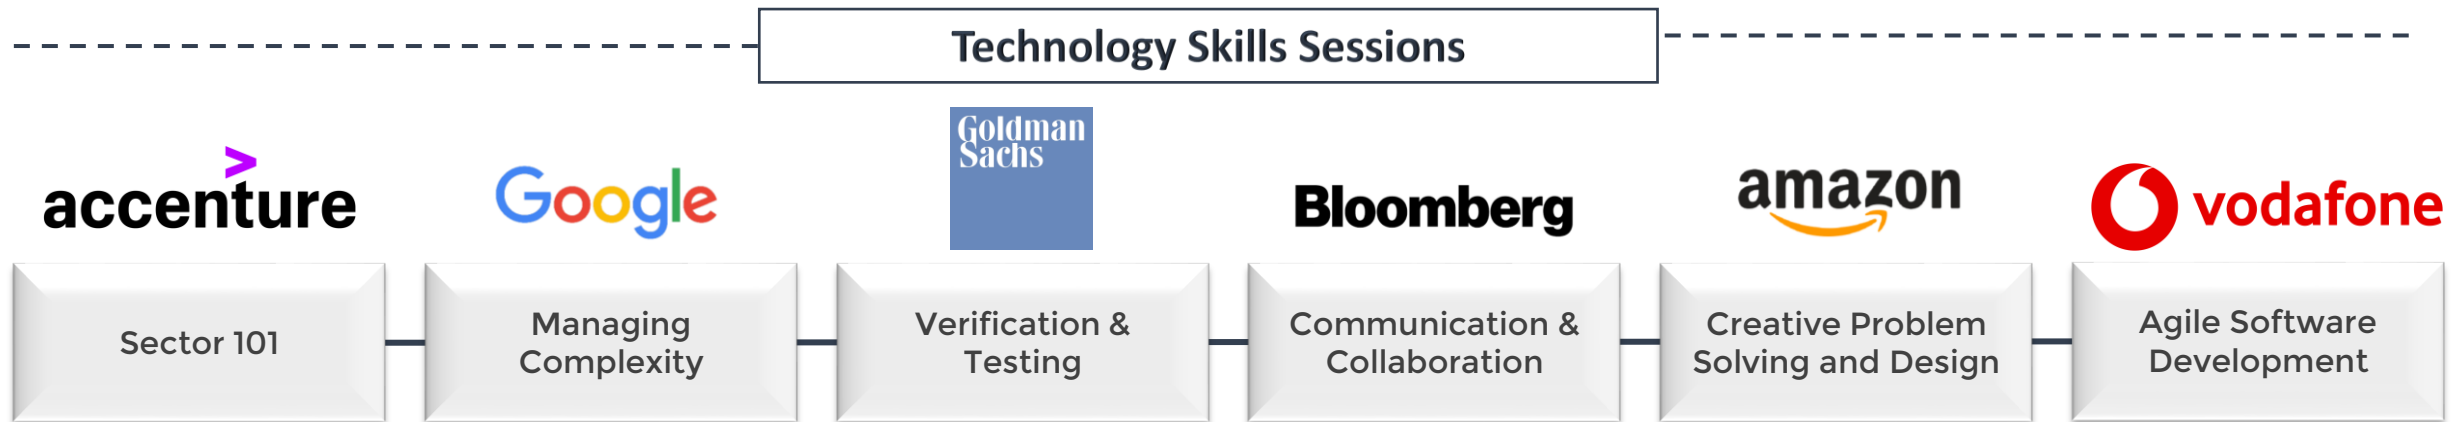 Technology Skills Sessions
accenture
Google
Goldman
Sachs
Bloomberg
amazon
vodafone
Sector 101
Managing
Complexity
Verification &
Testing
Communication &
Collaboration
Creative Problem
Solving and Design
Agile Software
Development